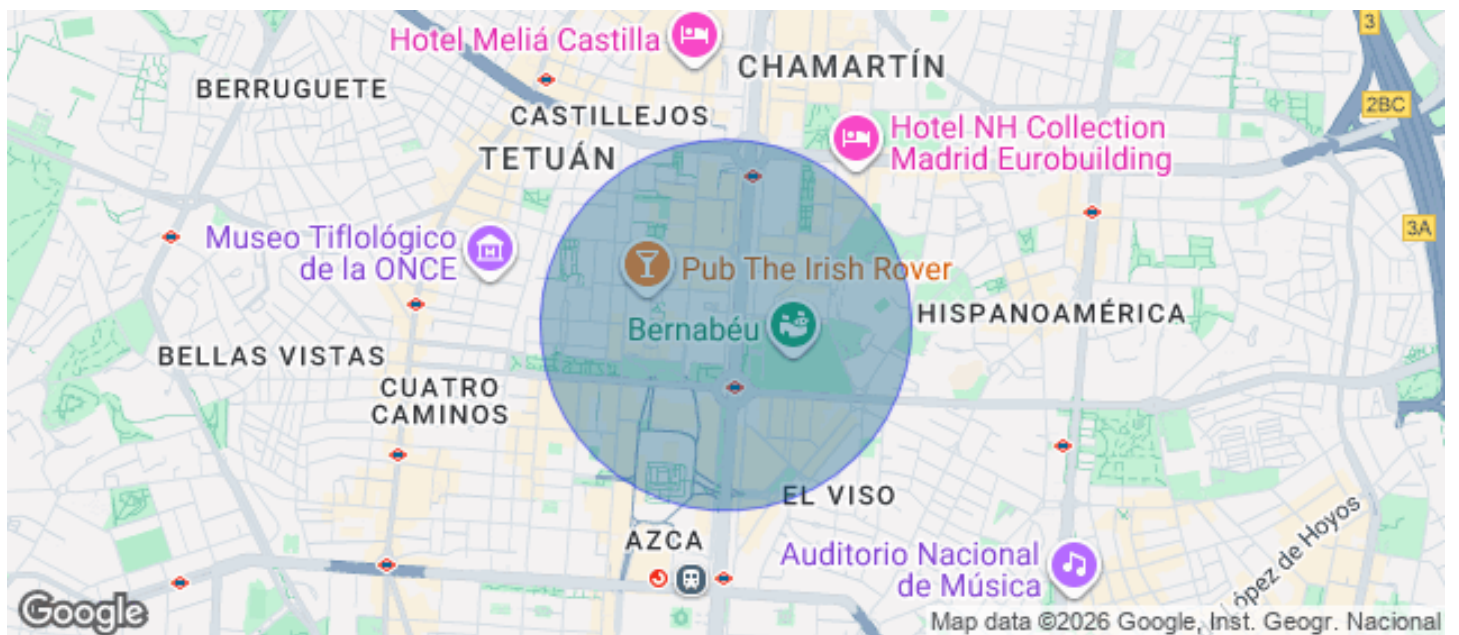 3
Hotel Meliá Castilla
CHAMARTÍN
BERRUGUETE
2BC
CASTILLEJOS
Hotel NH Collection
Madrid Eurobuilding
TETUÁN
3A
Museo Tiflológico
de la ONCE
Pub The Irish Rover
HISPANOAMÉRICA
Bernabéu
BELLAS VISTAS
CUATRO
CAMINOS
EL VISO
AZCA
Auditorio Nacional
de Música
López de Hoyos
Google
Map data ©2026 Google, Inst. Geogr. Nacional